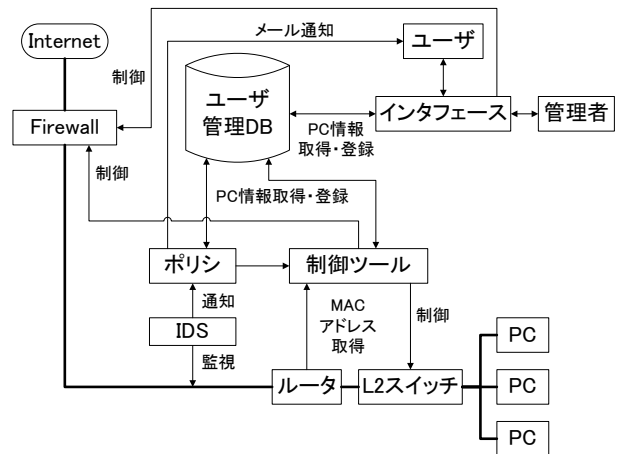 Internet
メール通知
ユーザ
制御
ユーザ
管理DB
インタフェース
管理者
Firewall
PC情報
取得・登録
制御
PC情報取得・登録
ポリシ
制御ツール
通知
MAC
アドレス
取得
制御
IDS
PC
監視
ルータ
L2スイッチ
PC
PC